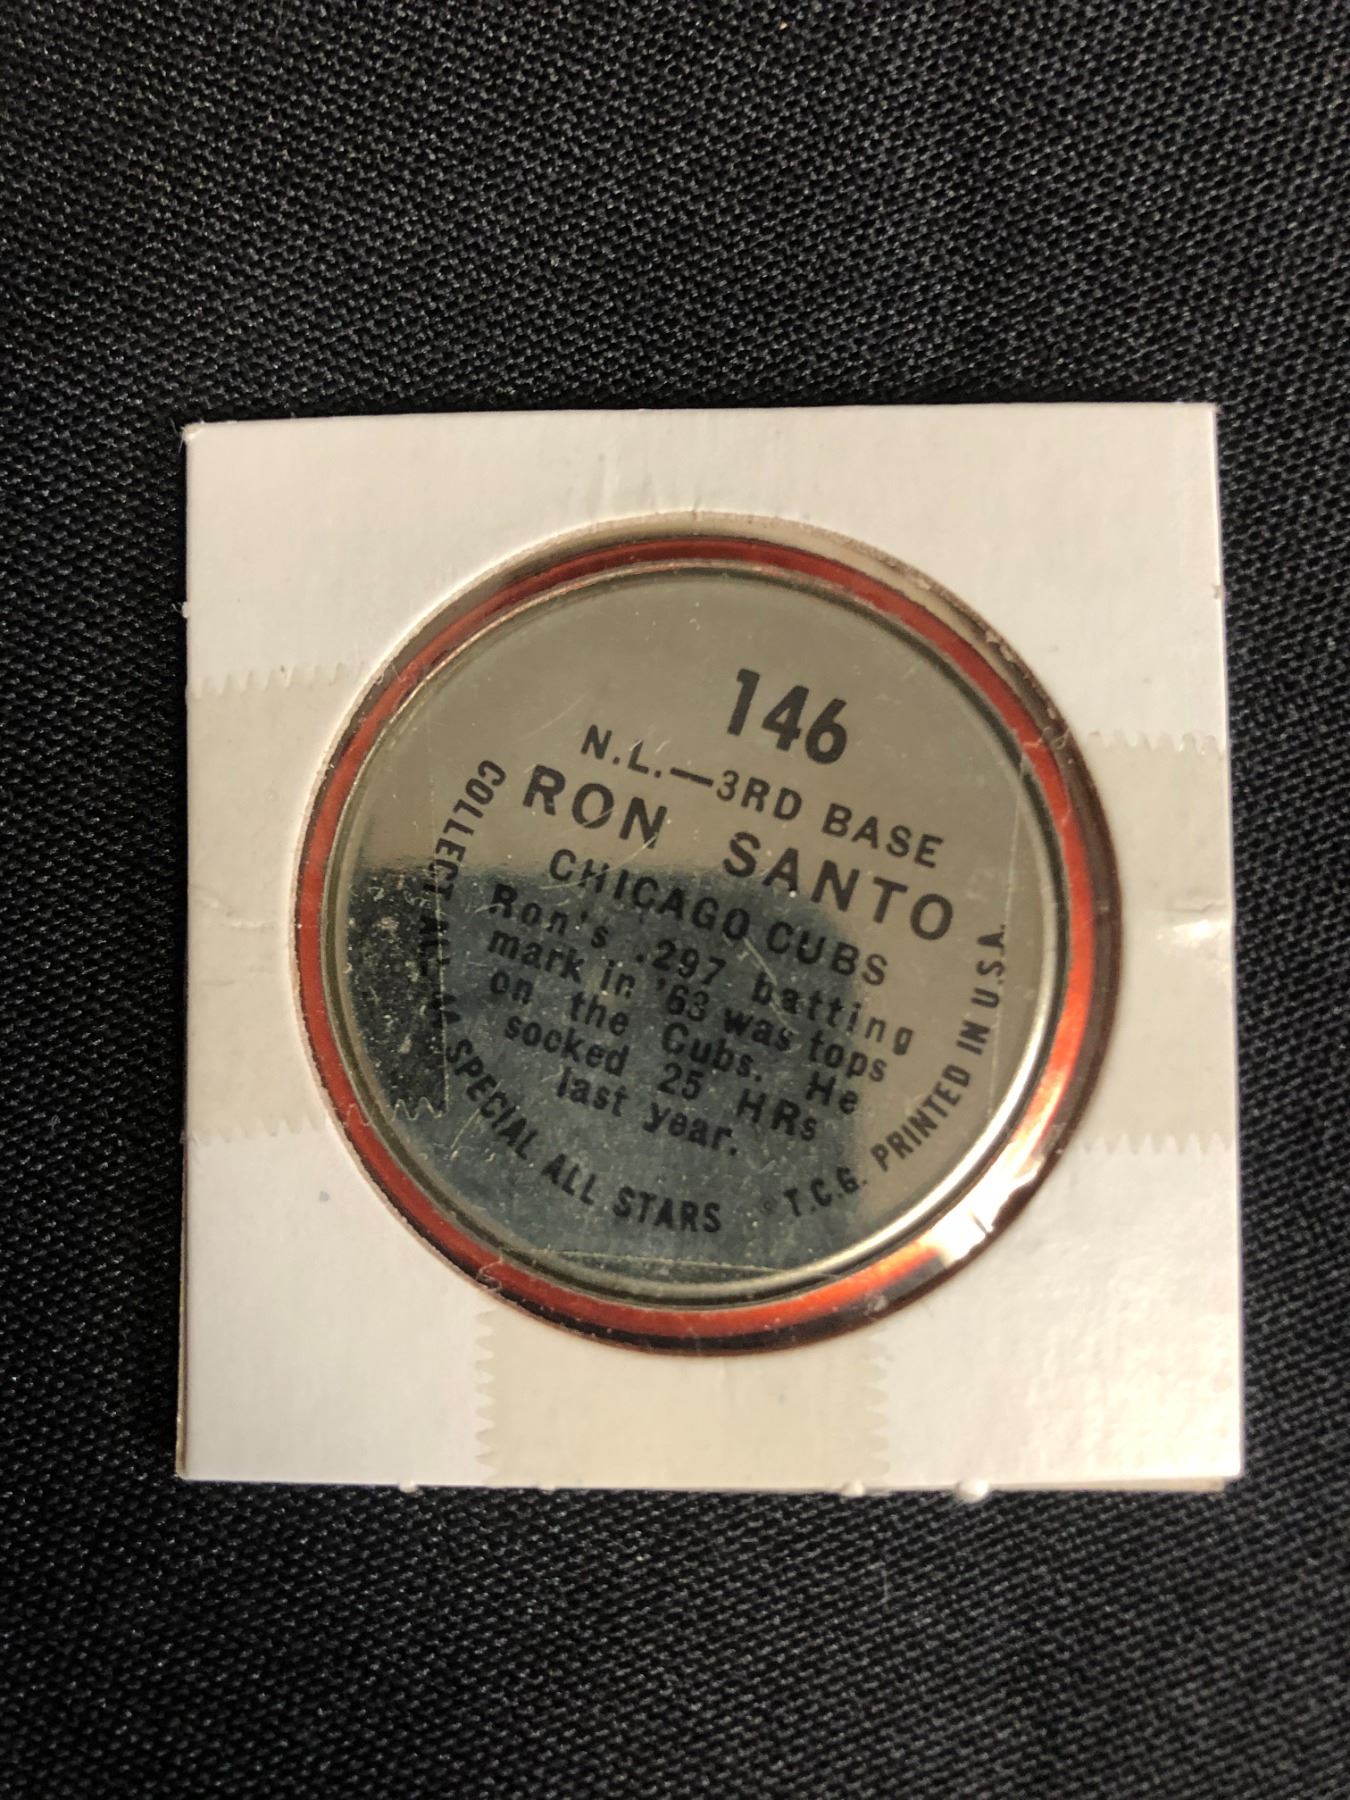 146
N.L.—3RD BASE
RON SANTO
CHICAGO CUBS
Ron's .297 batting
mark in '63 was tops
on the Cubs. He
socked 25 HRs
last year.
COLLECT ALL 44 SPECIAL ALL STARS
© T.C.G. PRINTED IN U.S.A.